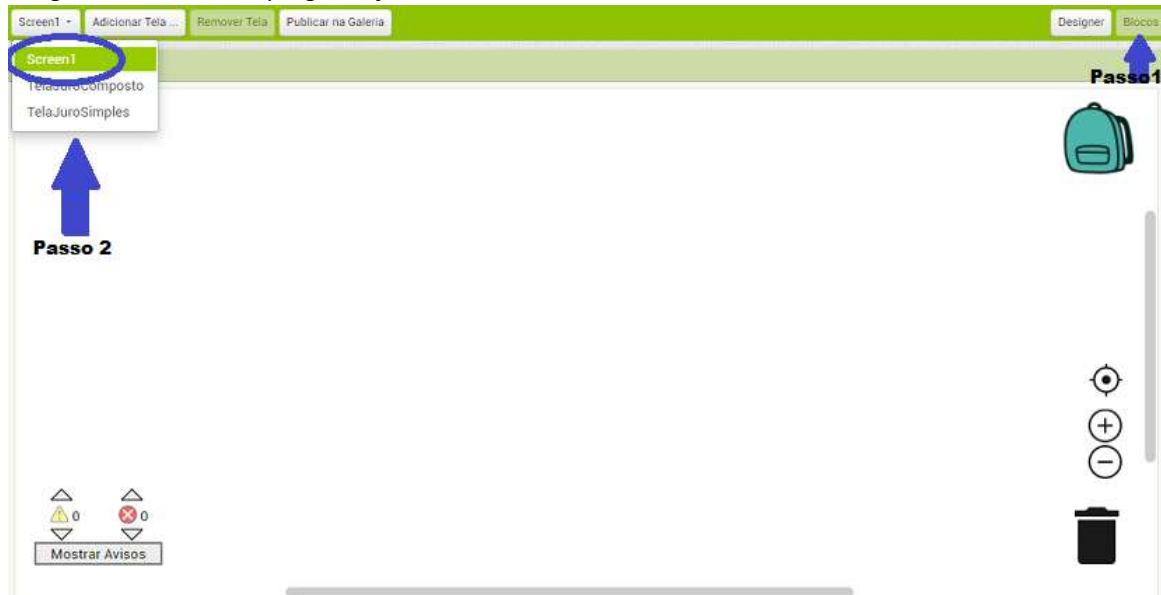 Screen1 Adicionar Tela ... Remover Tela Publicar na Galeria Designer Blocos
Screen1
TelaJuroComposto
TelaJuroSimples
Passo1
Passo 2
0 0
Mostrar Avisos